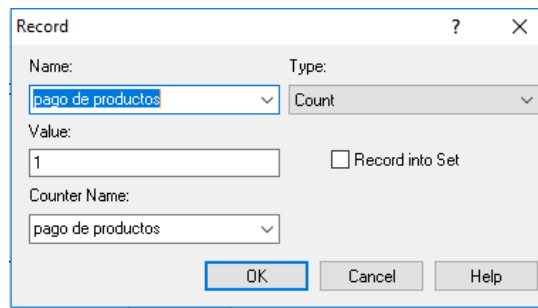 Record
Name:
Type:
pago de productos
Count
Value:
1
Record into Set
Counter Name:
pago de productos
OK
Cancel
Help